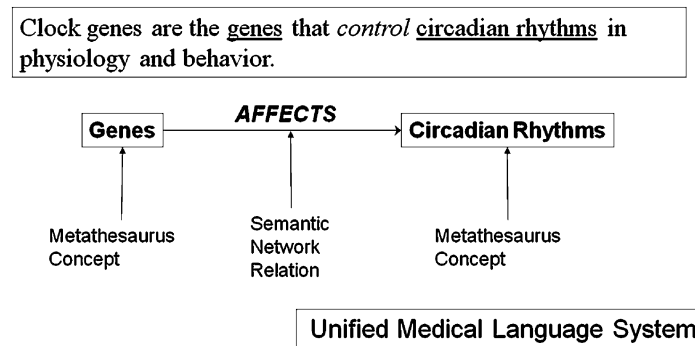 Clock genes are the genes that control circadian rhythms in
physiology and behavior.
AFFECTS
Genes
Circadian Rhythms
Metathesaurus
Concept
Semantic
Network
Relation
Metathesaurus
Concept
Unified Medical Language System